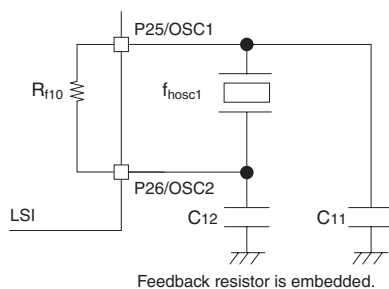 P25/OSC1
Rf10
fhosc1
P26/OSC2
LSI
C12
C11
Feedback resistor is embedded.